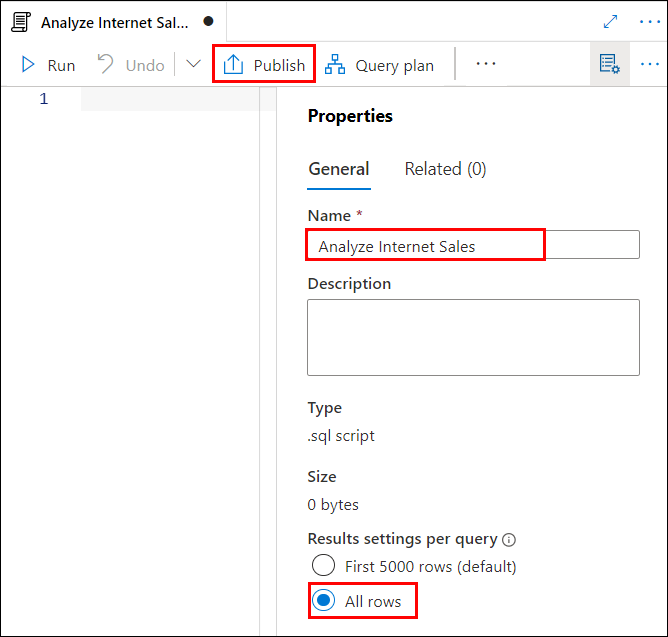 Analyze Internet Sal...
Run Undo Publish Query plan ...
1
Properties
General Related (0)
Name *
Analyze Internet Sales
Description
Type
.sql script
Size
0 bytes
Results settings per query
First 5000 rows (default)
All rows